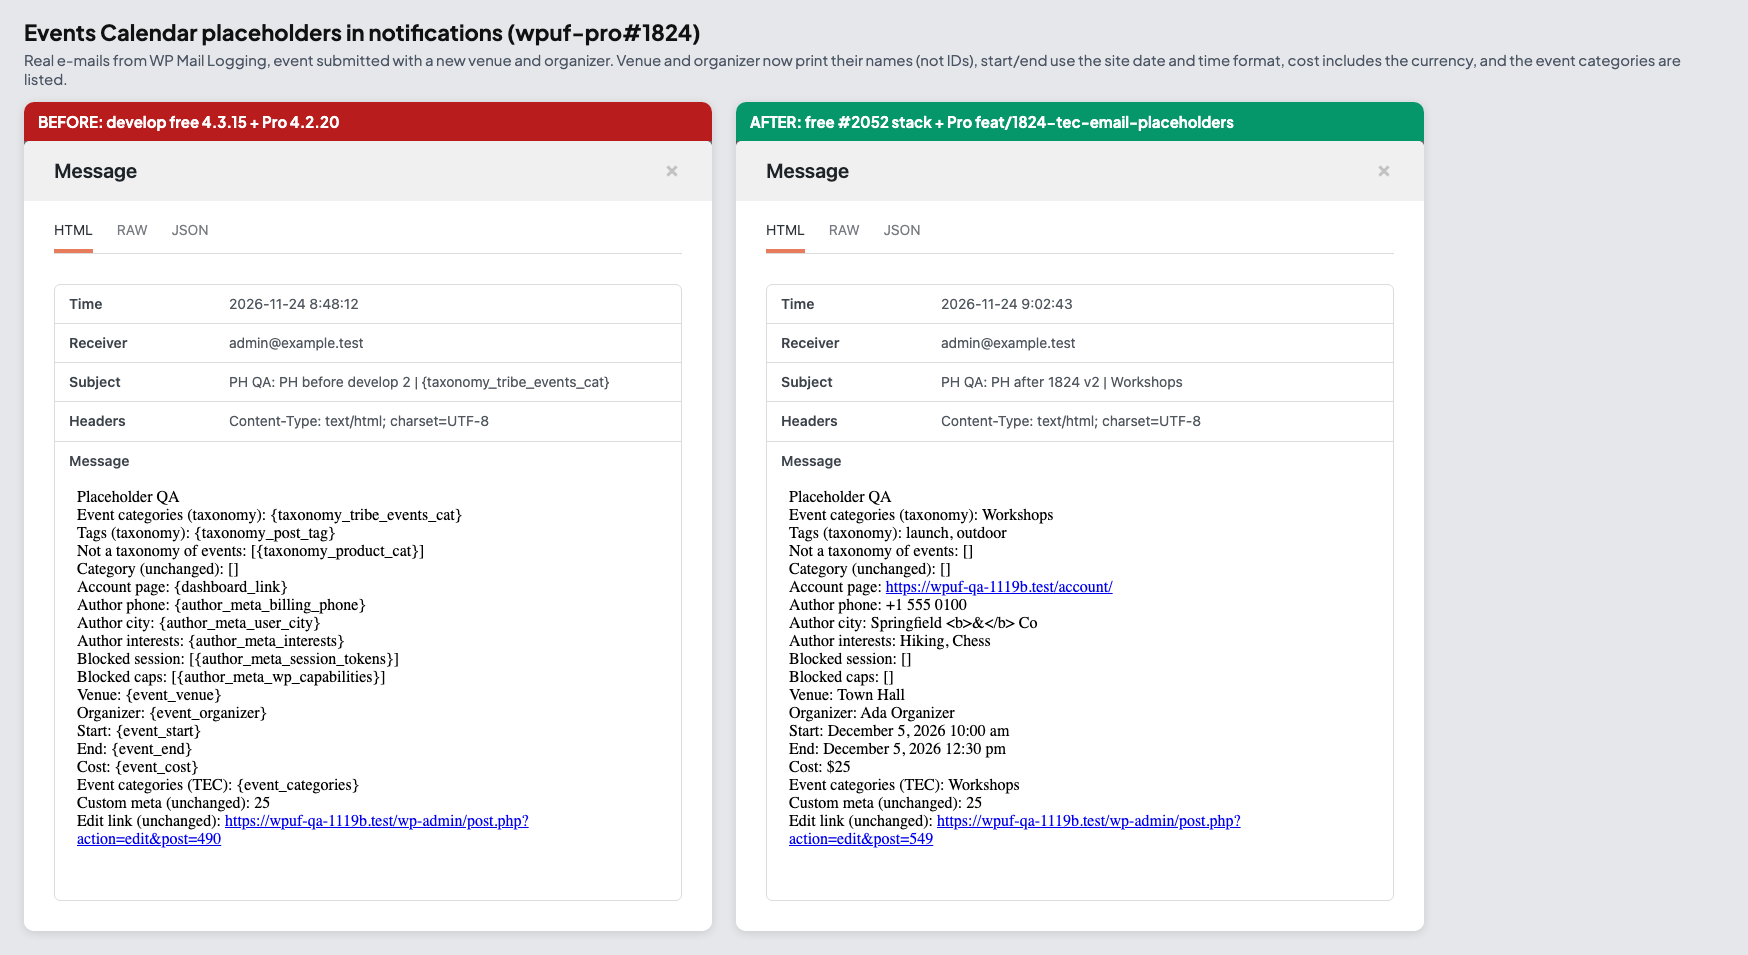 Events Calendar placeholders in notifications (wpuf-pro#1824)
Real e-mails from WP Mail Logging, event submitted with a new venue and organizer. Venue and organizer now print their names (not IDs), start/end use the site date and time format, cost includes the currency, and the event categories are
listed.
BEFORE: develop free 4.3.15 + Pro 4.2.20
Message ×
HTML RAW JSON
Time 2026-11-24 8:48:12
Receiver admin@example.test
Subject PH QA: PH before develop 2 | {taxonomy_tribe_events_cat}
Headers Content-Type: text/html; charset=UTF-8
Message
Placeholder QA
Event categories (taxonomy): {taxonomy_tribe_events_cat}
Tags (taxonomy): {taxonomy_post_tag}
Not a taxonomy of events: [{taxonomy_product_cat}]
Category (unchanged): []
Account page: {dashboard_link}
Author phone: {author_meta_billing_phone}
Author city: {author_meta_user_city}
Author interests: {author_meta_interests}
Blocked session: [{author_meta_session_tokens}]
Blocked caps: [{author_meta_wp_capabilities}]
Venue: {event_venue}
Organizer: {event_organizer}
Start: {event_start}
End: {event_end}
Cost: {event_cost}
Event categories (TEC): {event_categories}
Custom meta (unchanged): 25
Edit link (unchanged): https://wpuf-qa-1119b.test/wp-admin/post.php?
action=edit&post=490
AFTER: free #2052 stack + Pro feat/1824-tec-email-placeholders
Message ×
HTML RAW JSON
Time 2026-11-24 9:02:43
Receiver admin@example.test
Subject PH QA: PH after 1824 v2 | Workshops
Headers Content-Type: text/html; charset=UTF-8
Message
Placeholder QA
Event categories (taxonomy): Workshops
Tags (taxonomy): launch, outdoor
Not a taxonomy of events: []
Category (unchanged): []
Account page: https://wpuf-qa-1119b.test/account/
Author phone: +1 555 0100
Author city: Springfield <b>&</b> Co
Author interests: Hiking, Chess
Blocked session: []
Blocked caps: []
Venue: Town Hall
Organizer: Ada Organizer
Start: December 5, 2026 10:00 am
End: December 5, 2026 12:30 pm
Cost: $25
Event categories (TEC): Workshops
Custom meta (unchanged): 25
Edit link (unchanged): https://wpuf-qa-1119b.test/wp-admin/post.php?
action=edit&post=549